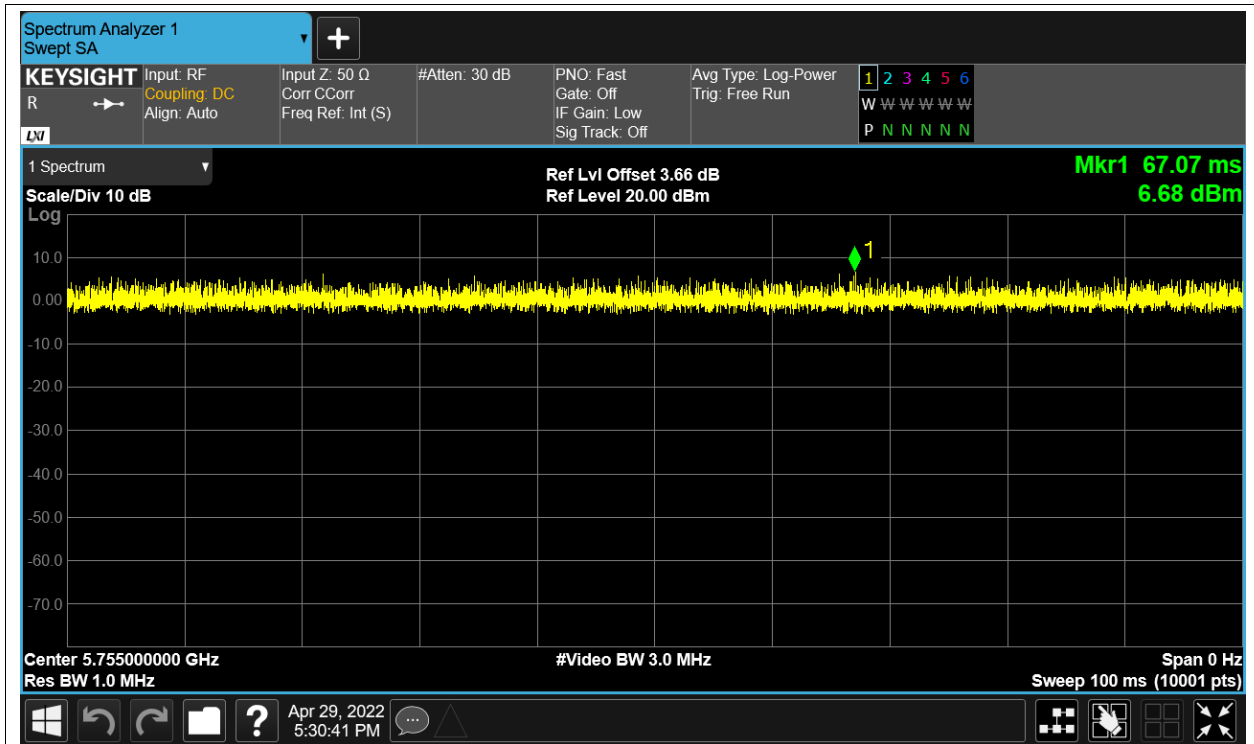 Spectrum Analyzer 1
Swept SA
KEYSIGHT
R
LXI
Input: RF
Coupling: DC
Align: Auto
Input Z: 50 Ω
Corr CCorr
Freq Ref: Int (S)
#Atten: 30 dB
PNO: Fast
Gate: Off
IF Gain: Low
Sig Track: Off
Avg Type: Log-Power
Trig: Free Run
1 2 3 4 5 6
W W W W W W
P N N N N N
1 Spectrum
Scale/Div 10 dB
Ref Lvl Offset 3.66 dB
Ref Level 20.00 dBm
Mkr1 67.07 ms
6.68 dBm
Log
1
10.0
0.00
-10.0
-20.0
-30.0
-40.0
-50.0
-60.0
-70.0
Center 5.755000000 GHz
Res BW 1.0 MHz
#Video BW 3.0 MHz
Span 0 Hz
Sweep 100 ms (10001 pts)
?
Apr 29, 2022
5:30:41 PM